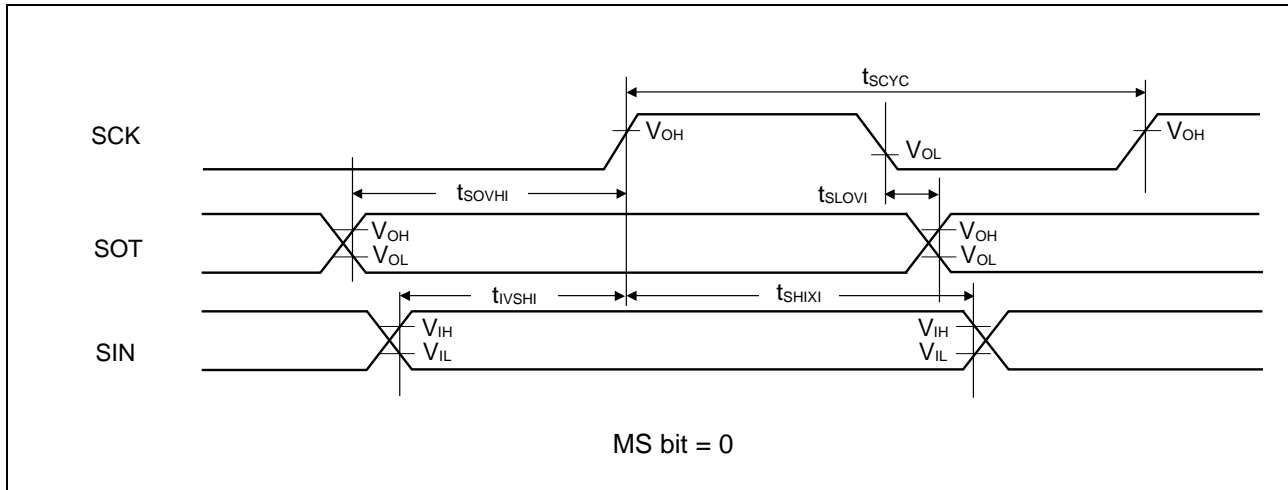 tSCYC
SCK
VOH
VOL
VOH
tSOVHI
tSLOVI
SOT
VOH
VOL
VOH
VOL
tIVSHI
tSHIXI
SIN
VIH
VIL
VIH
VIL
MS bit = 0